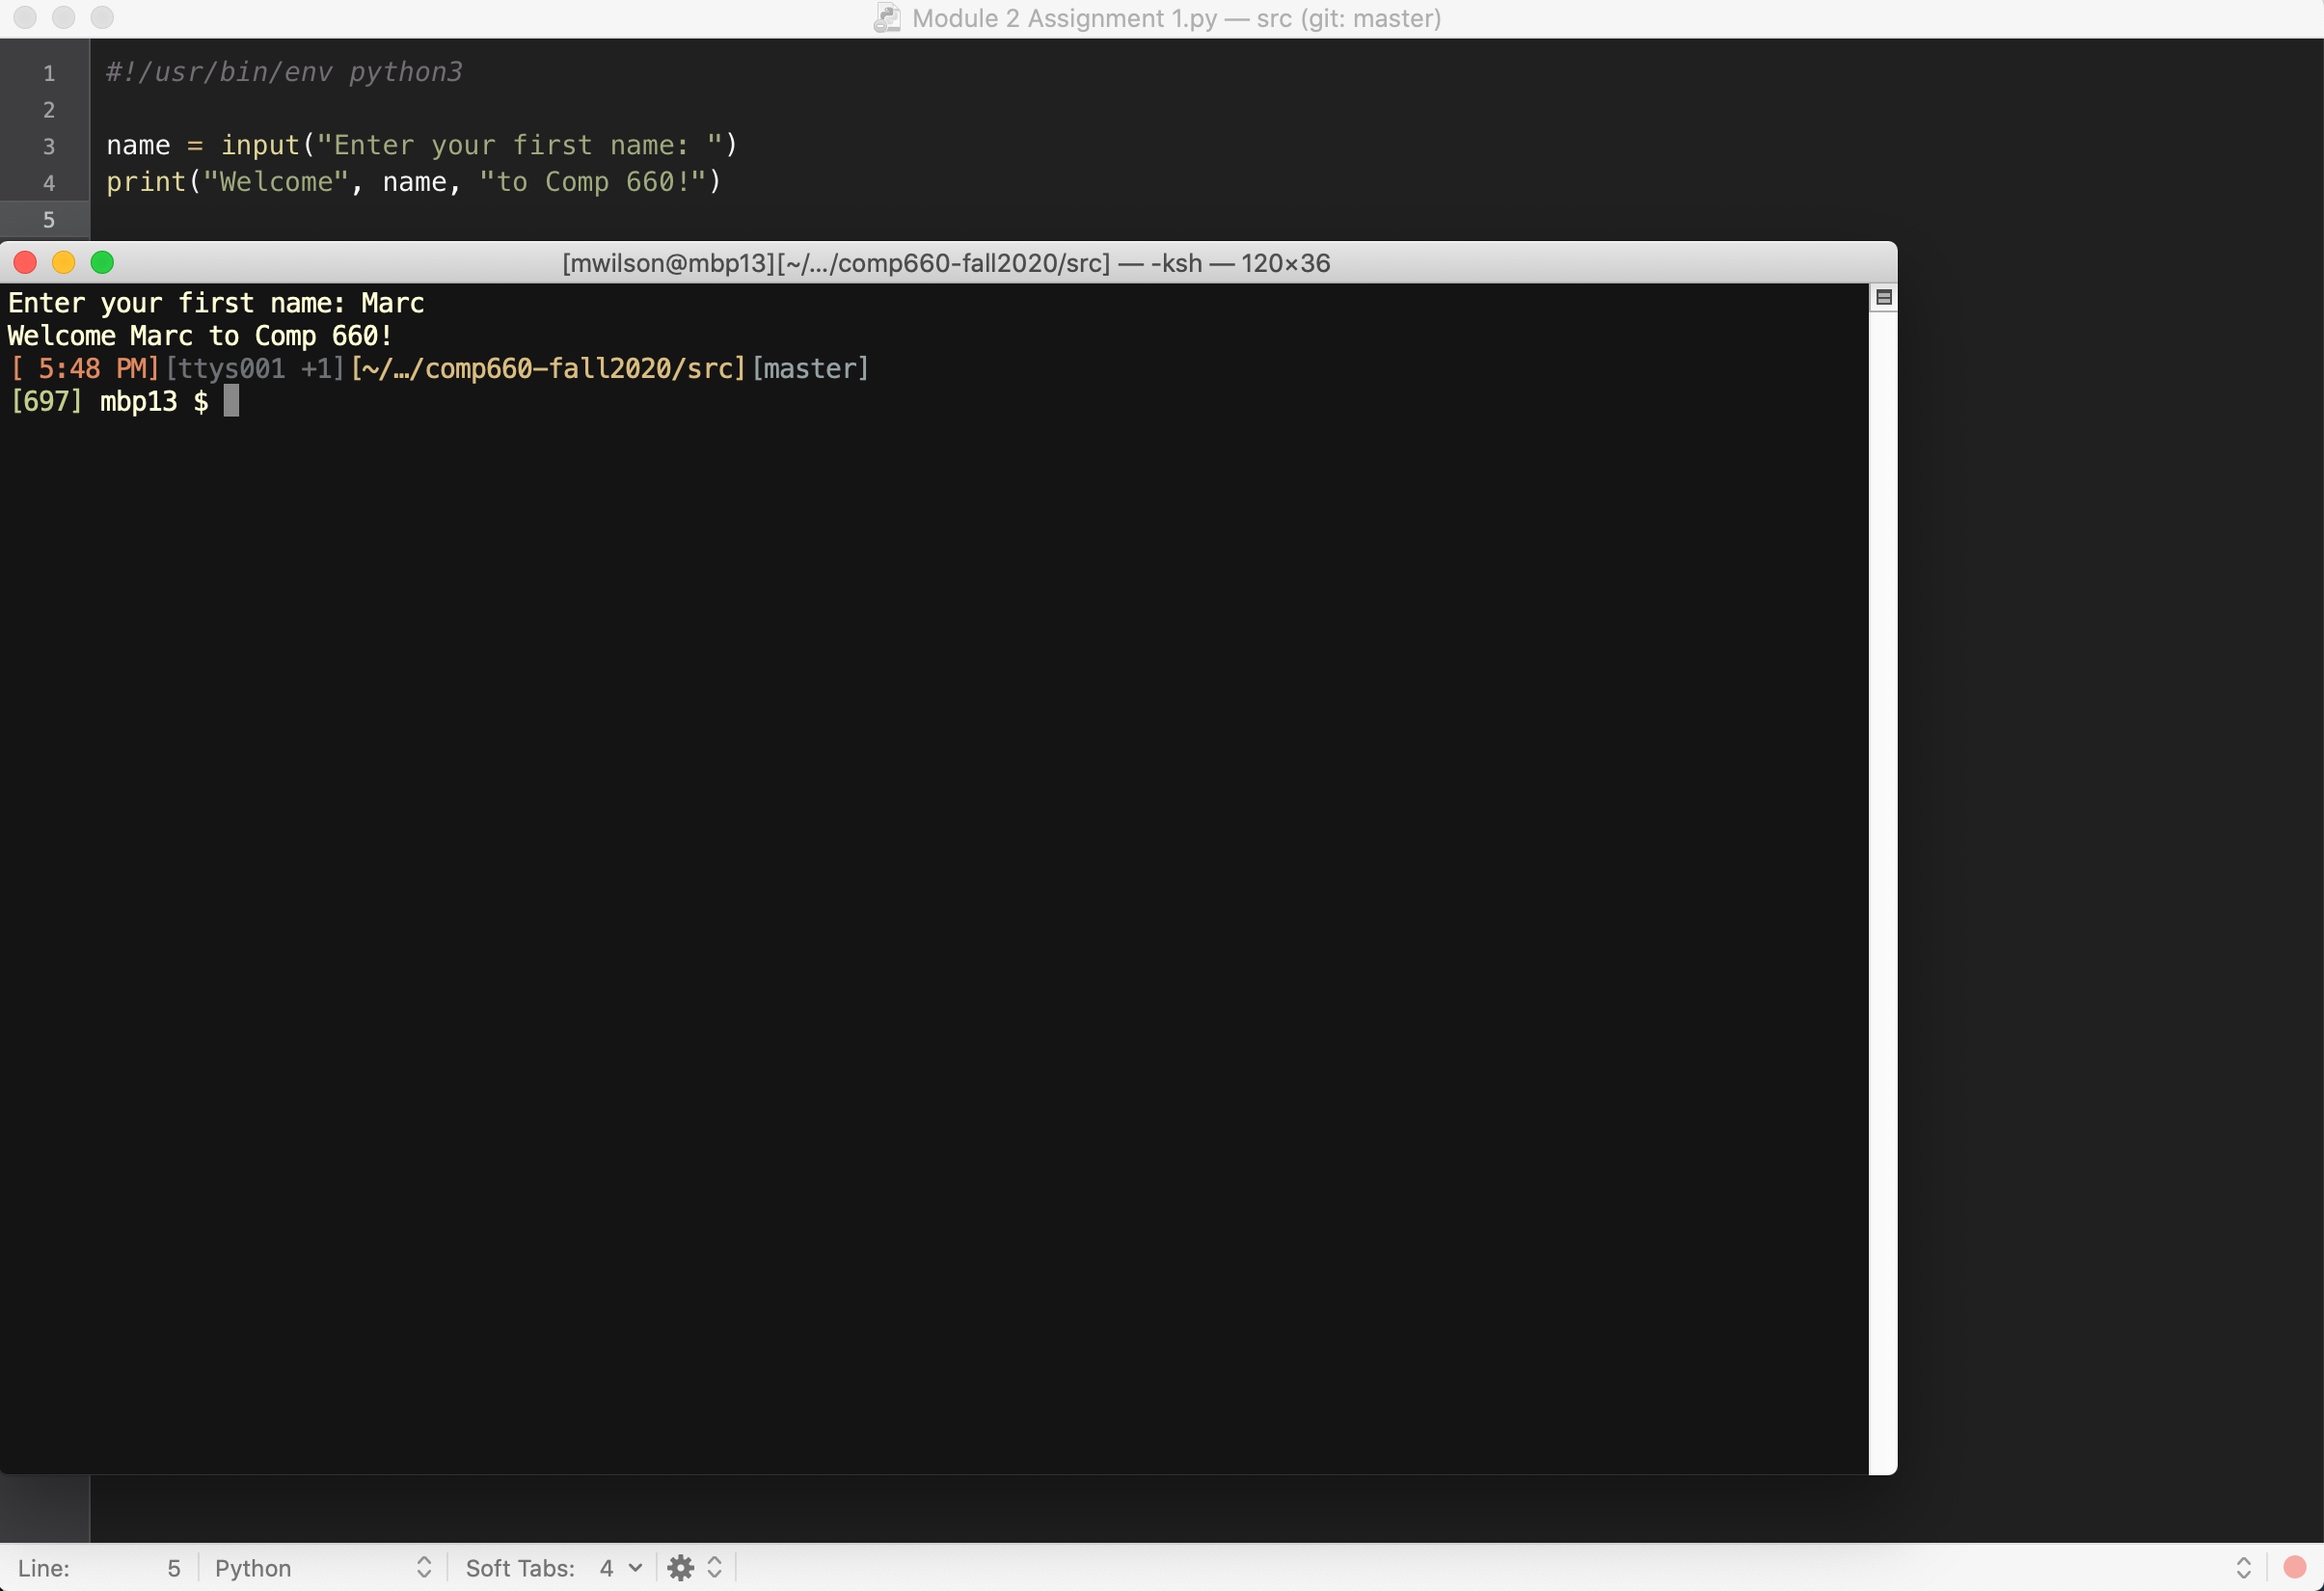 Module 2 Assignment 1.py — src (git: master)
1 #!/usr/bin/env python3
2
3 name = input("Enter your first name: ")
4 print("Welcome", name, "to Comp 660!")
5
[mwilson@mbp13][~/.../comp660-fall2020/src] — -ksh — 120×36
Enter your first name: Marc
Welcome Marc to Comp 660!
[ 5:48 PM][ttys001 +1][~/…/comp660-fall2020/src][master]
[697] mbp13 $
Line: 5 Python Soft Tabs: 4